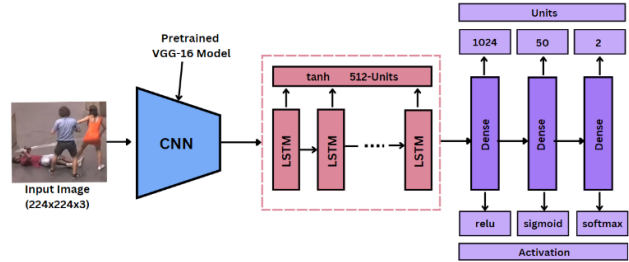 Pretrained
VGG-16 Model
Units
1024
50
2
tanh 512-Units
CNN
LSTM
LSTM
LSTM
Dense
Dense
Dense
Input Image
(224x224x3)
relu
sigmoid
softmax
Activation